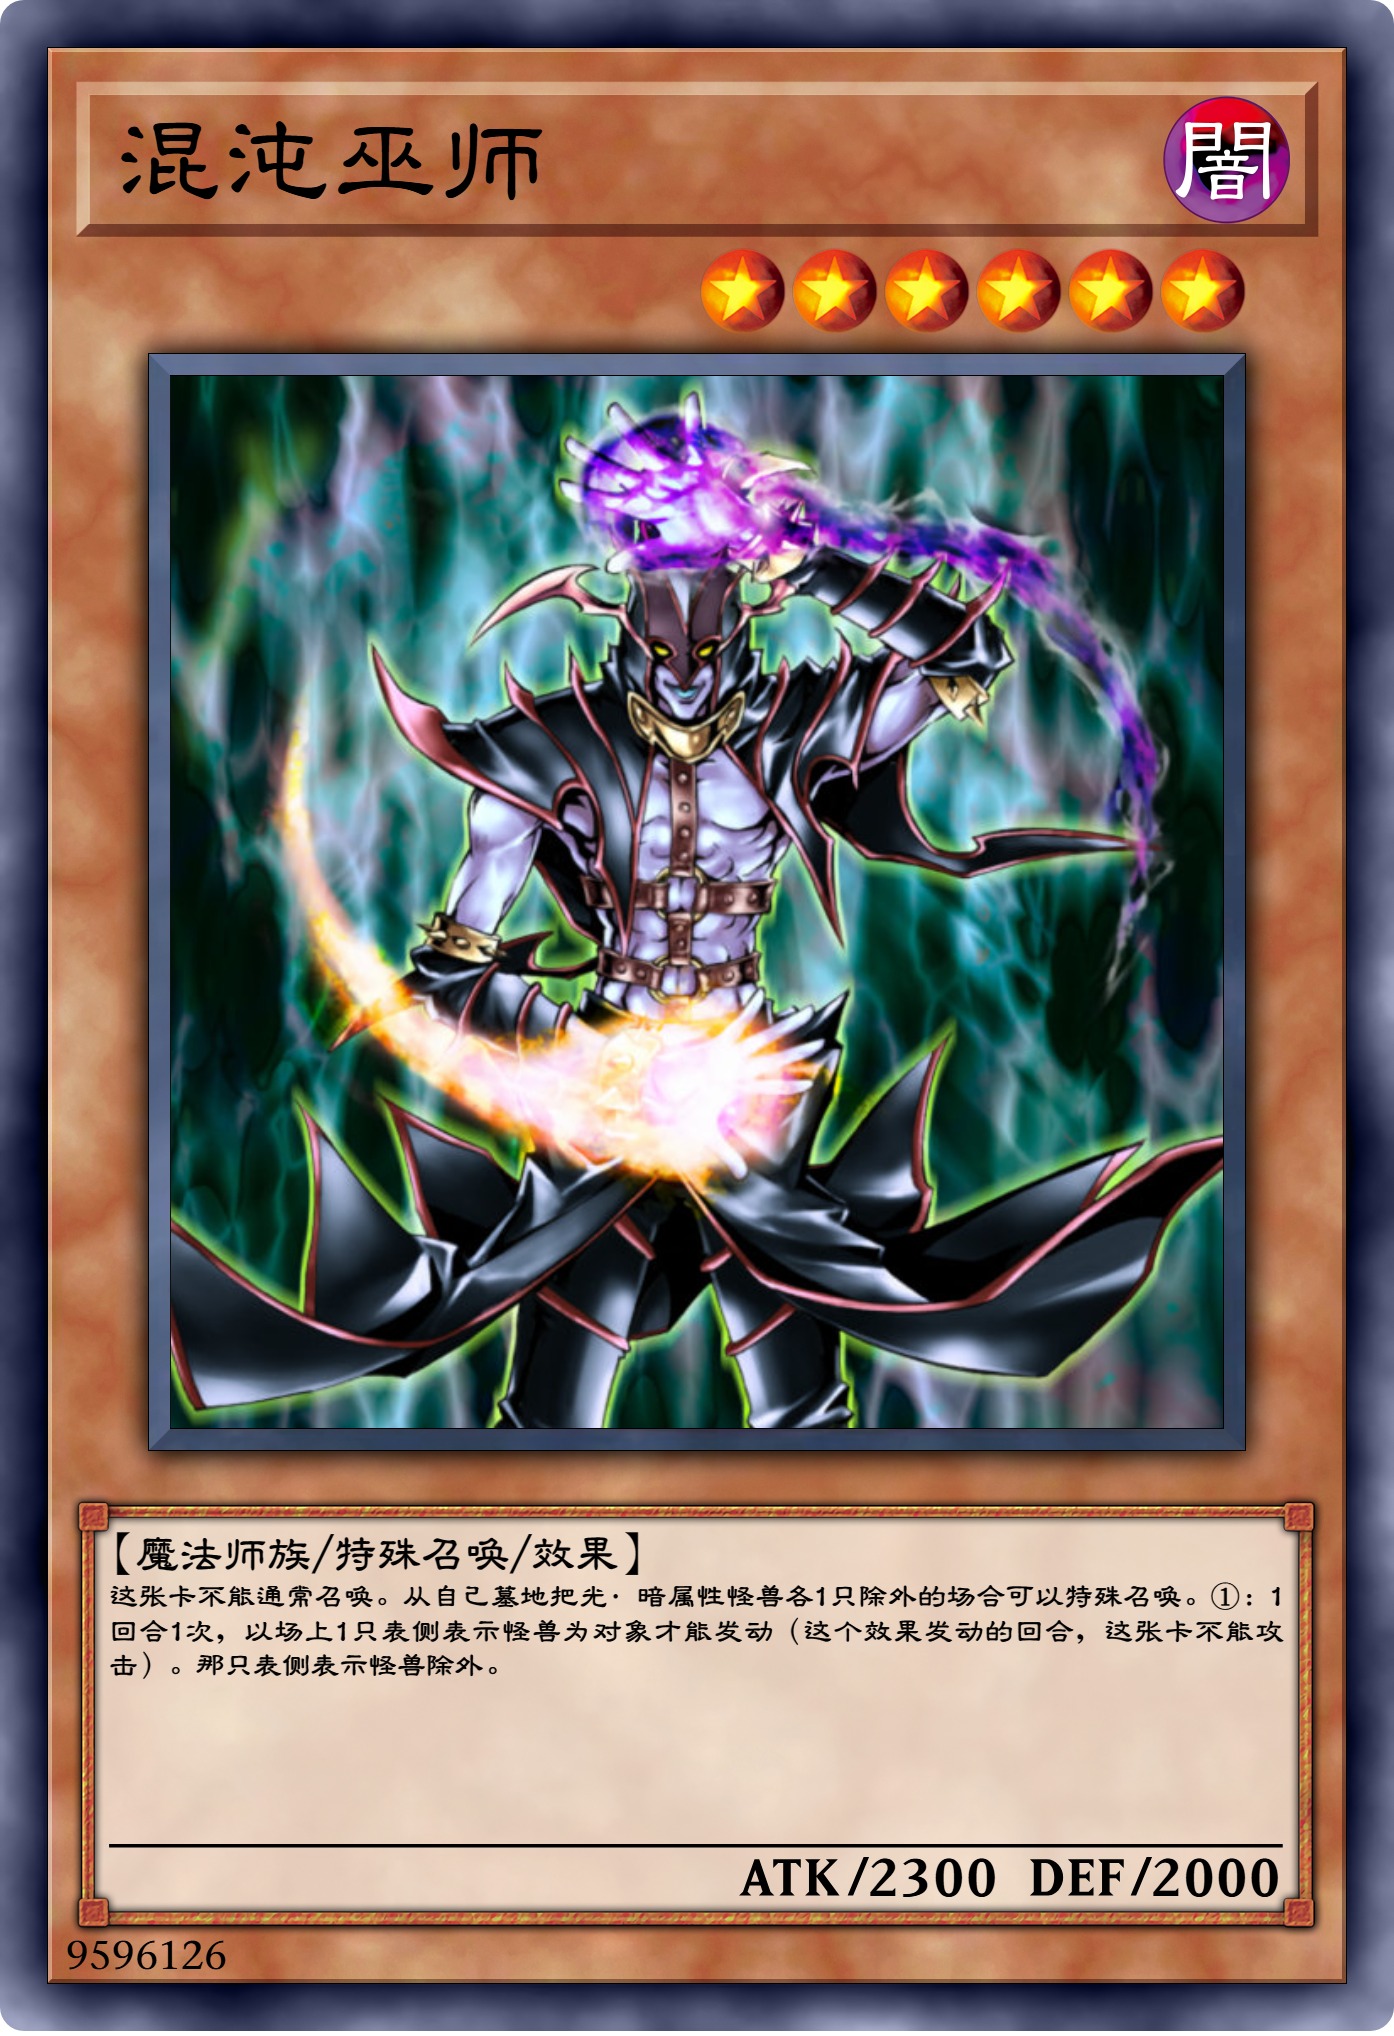 混沌巫师
闇
【魔法师族/特殊召唤/效果】
这张卡不能通常召唤。从自己墓地把光·暗属性怪兽各1只除外的场合可以特殊召唤。①：1
回合1次，以场上1只表侧表示怪兽为对象才能发动（这个效果发动的回合，这张卡不能攻
击）。那只表侧表示怪兽除外。
ATK/2300 DEF/2000
9596126